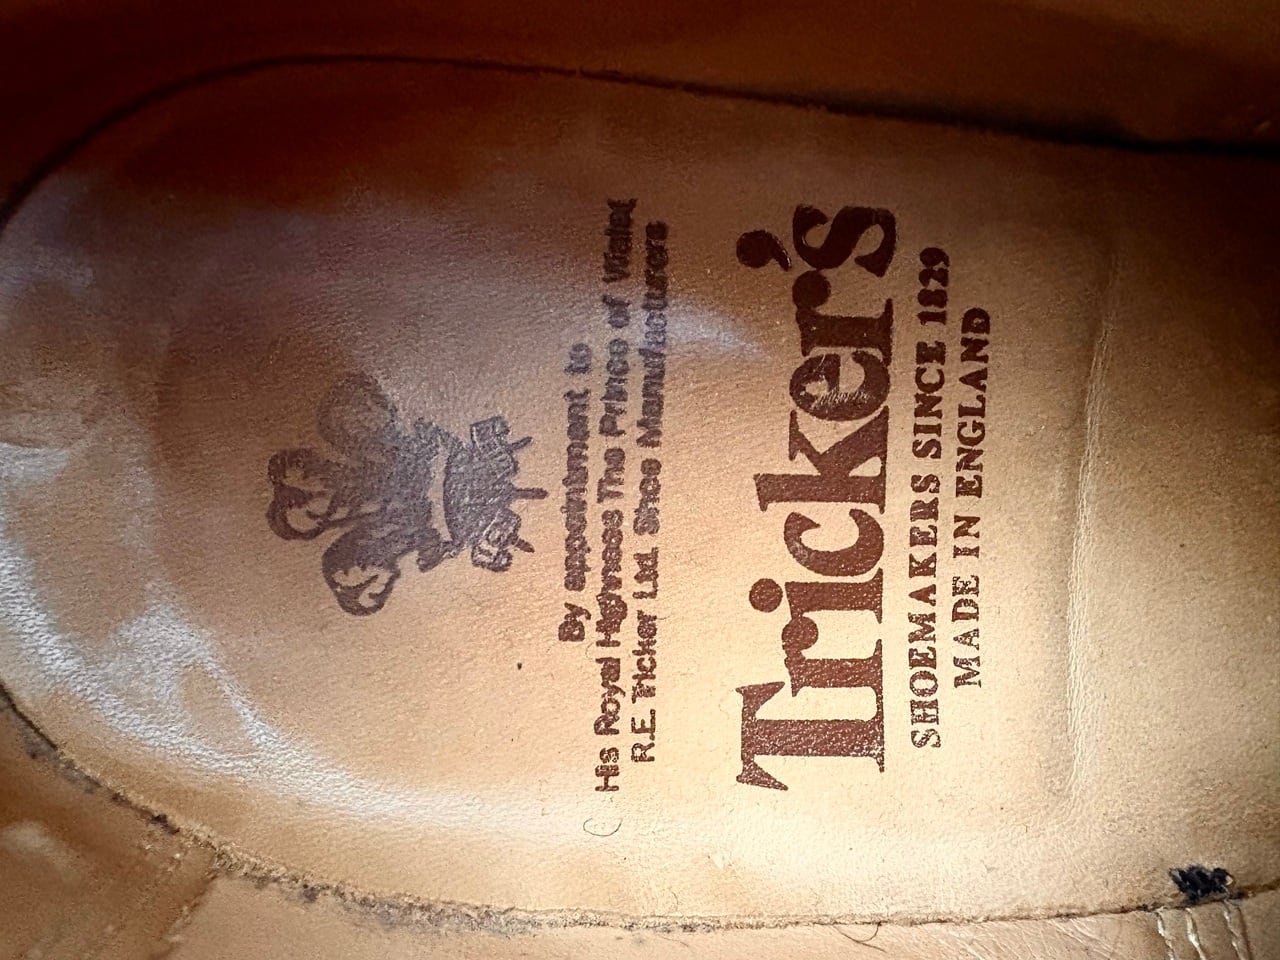 By appointment to
His Royal Highness The Prince of Wales
R.E. Tricker Ltd. Shoe Manufacturers
Tricker's
SHOEMAKERS SINCE 1829
MADE IN ENGLAND